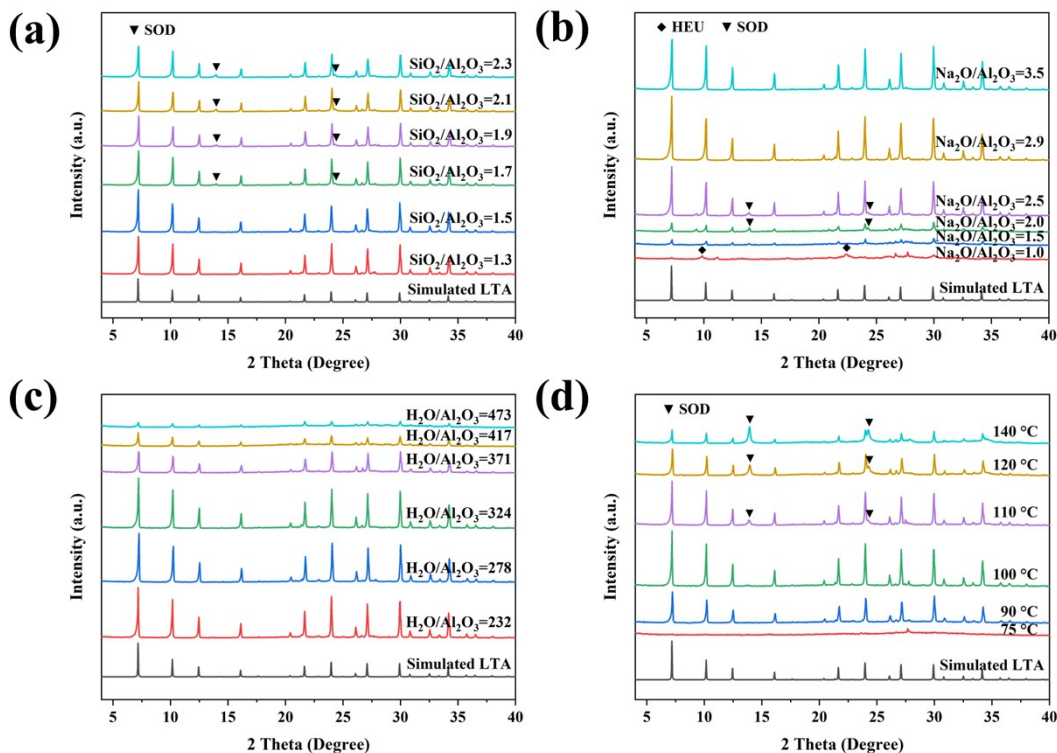 (a)
▼ SOD
SiO₂/Al₂O₃=2.3
SiO₂/Al₂O₃=2.1
SiO₂/Al₂O₃=1.9
SiO₂/Al₂O₃=1.7
SiO₂/Al₂O₃=1.5
SiO₂/Al₂O₃=1.3
Simulated LTA
Intensity (a.u.)
5 10 15 20 25 30 35 40
2 Theta (Degree)
(b)
◆ HEU ▼ SOD
Na₂O/Al₂O₃=3.5
Na₂O/Al₂O₃=2.9
Na₂O/Al₂O₃=2.5
Na₂O/Al₂O₃=2.0
Na₂O/Al₂O₃=1.5
Na₂O/Al₂O₃=1.0
Simulated LTA
Intensity (a.u.)
5 10 15 20 25 30 35 40
2 Theta (Degree)
(c)
H₂O/Al₂O₃=473
H₂O/Al₂O₃=417
H₂O/Al₂O₃=371
H₂O/Al₂O₃=324
H₂O/Al₂O₃=278
H₂O/Al₂O₃=232
Simulated LTA
Intensity (a.u.)
5 10 15 20 25 30 35 40
2 Theta (Degree)
(d)
▼ SOD
140 °C
120 °C
110 °C
100 °C
90 °C
75 °C
Simulated LTA
Intensity (a.u.)
5 10 15 20 25 30 35 40
2 Theta (Degree)